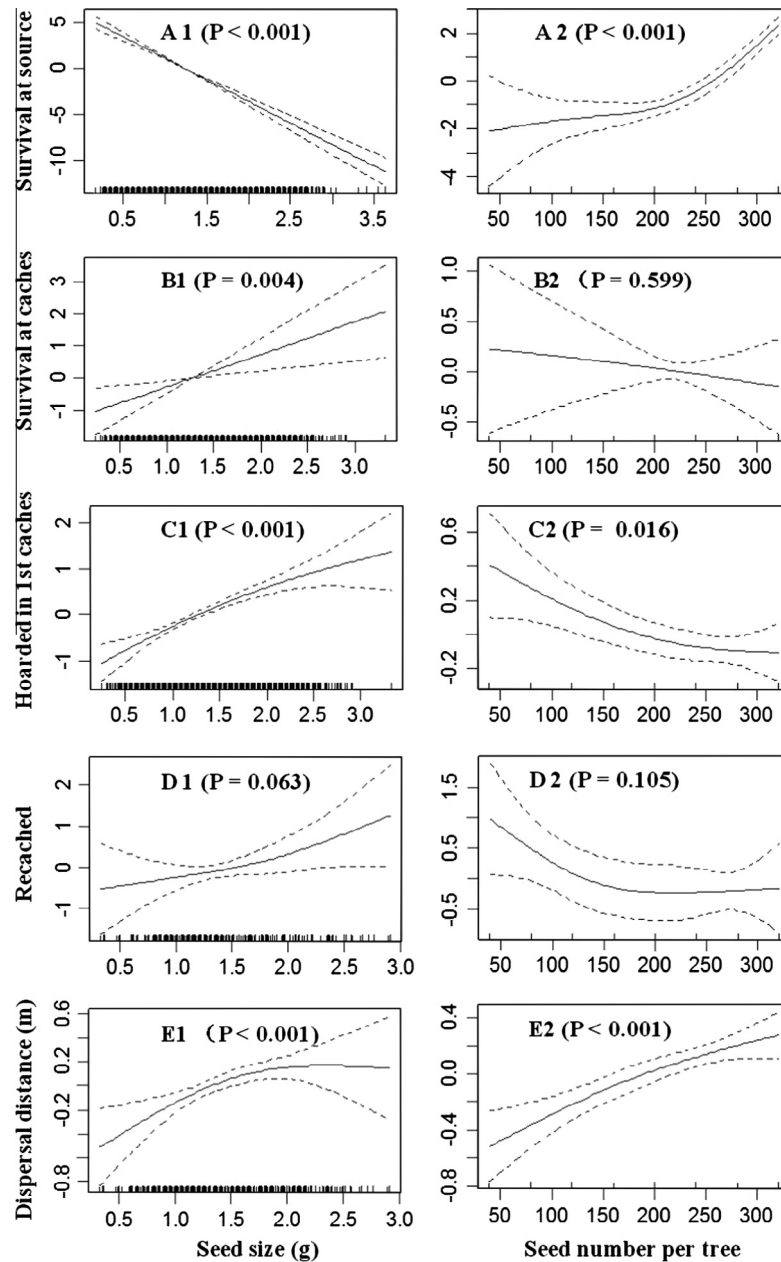 Survival at source
A 1 (P < 0.001)
5
0
-5
-10
0.5 1.5 2.5 3.5
A 2 (P < 0.001)
2
0
-2
-4
50 100 150 200 250 300
Survival at caches
B1 (P = 0.004)
3
2
1
0
-1
0.5 1.0 1.5 2.0 2.5 3.0
B2 （P = 0.599)
1.0
0.5
0.0
-0.5
50 100 150 200 250 300
Hoarded in 1st caches
C1 (P < 0.001)
2
1
0
-1
0.5 1.0 1.5 2.0 2.5 3.0
C2 (P = 0.016)
0.6
0.2
-0.2
50 100 150 200 250 300
Recached
D 1 (P = 0.063)
2
1
0
-1
0.5 1.0 1.5 2.0 2.5 3.0
D 2 (P = 0.105)
1.5
0.5
-0.5
50 100 150 200 250 300
Dispersal distance (m)
E1 （P < 0.001)
0.6
0.2
-0.2
-0.8
0.5 1.0 1.5 2.0 2.5 3.0
Seed size (g)
E2 (P < 0.001)
0.4
0.0
-0.4
-0.8
50 100 150 200 250 300
Seed number per tree